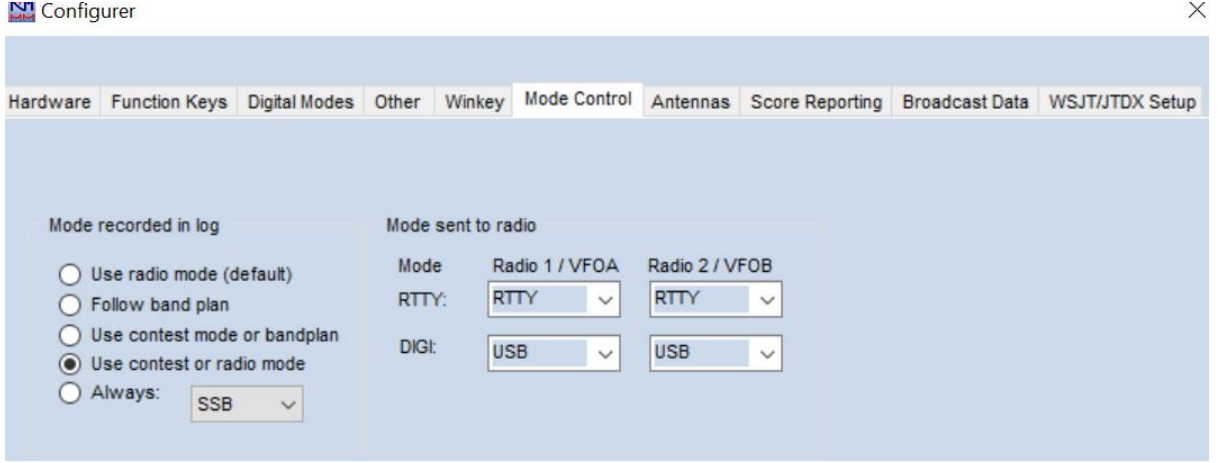 N1 MM Configurer
Hardware Function Keys Digital Modes Other Winkey Mode Control Antennas Score Reporting Broadcast Data WSJT/JTDX Setup
Mode recorded in log
Use radio mode (default)
Follow band plan
Use contest mode or bandplan
Use contest or radio mode
Always: SSB
Mode sent to radio
Mode Radio 1 / VFOA Radio 2 / VFOB
RTTY: RTTY RTTY
DIGI: USB USB